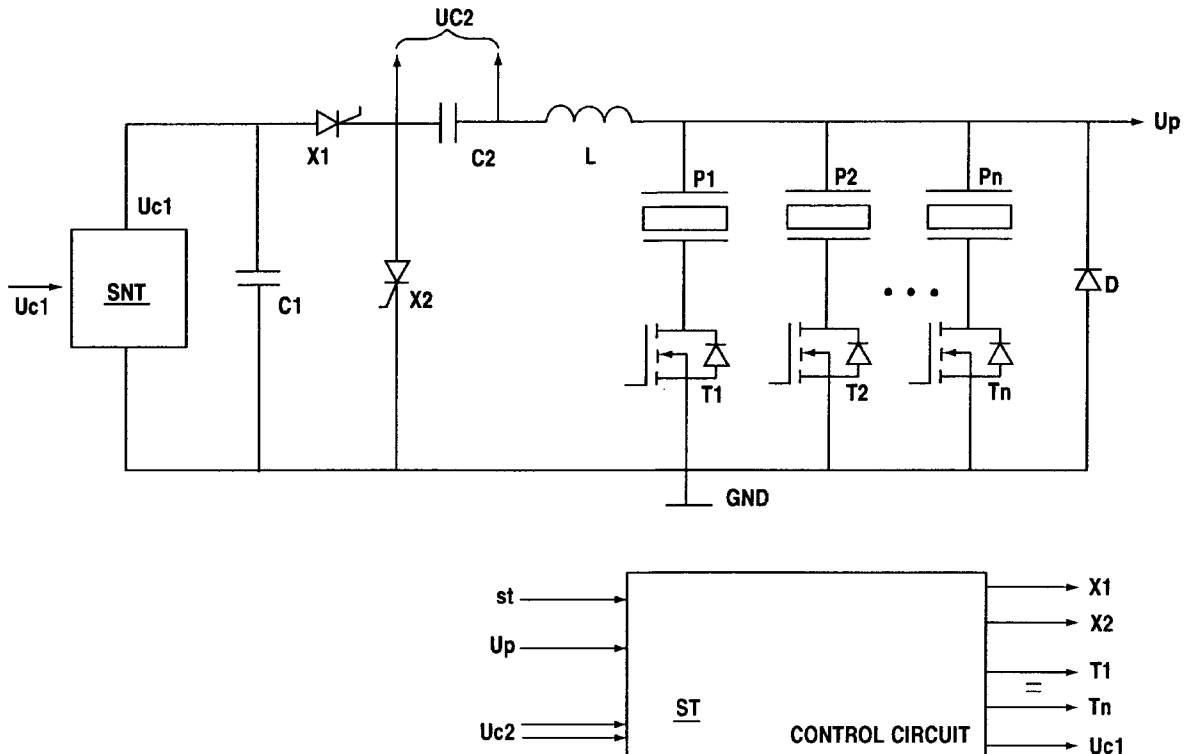 UC2
Up
X1
C2
L
P1
P2
Pn
Uc1
SNT
Uc1
C1
X2
D
T1
T2
Tn
GND
st
X1
X2
Up
T1
ST
Tn
Uc2
CONTROL CIRCUIT
Uc1